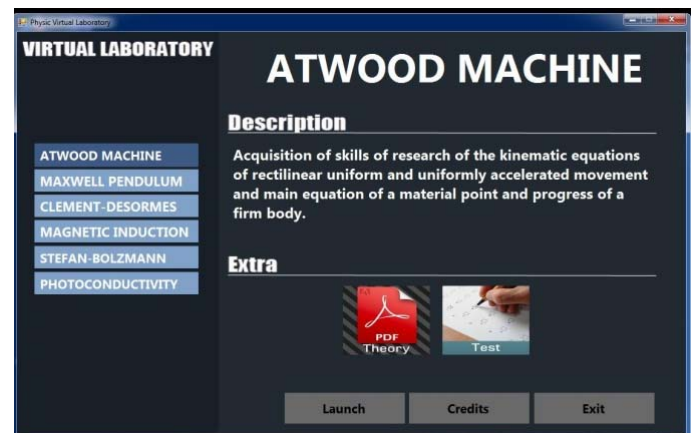 Physic Virtual Laboratory
VIRTUAL LABORATORY
ATWOOD MACHINE
MAXWELL PENDULUM
CLEMENT-DESORMES
MAGNETIC INDUCTION
STEFAN-BOLZMANN
PHOTOCONDUCTIVITY
ATWOOD MACHINE
Description
Acquisition of skills of research of the kinematic equations
of rectilinear uniform and uniformly accelerated movement
and main equation of a material point and progress of a
firm body.
Extra
PDF
Theory
Test
Launch
Credits
Exit